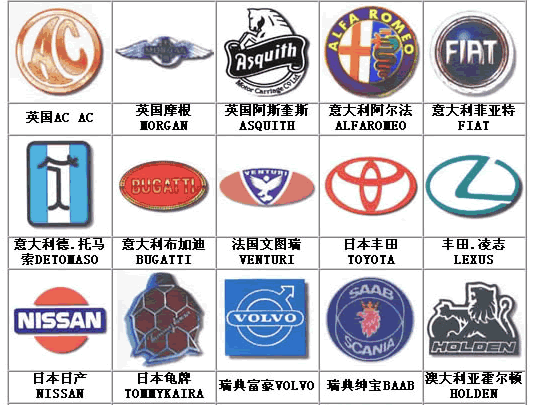 AC
MORGAN
Asquith
Motor Carriage Co Ltd
ALFA ROMEO
FIAT
英国AC AC
英国摩根
MORGAN
英国阿斯奎斯
ASQUITH
意大利阿尔法
ALFAROMEO
意大利菲亚特
FIAT
BUGATTI
VENTURI
意大利德.托马
索DETOMASO
意大利布加迪
BUGATTI
法国文图瑞
VENTURI
日本丰田
TOYOTA
丰田.凌志
LEXUS
NISSAN
VOLVO
SAAB
SCANIA
HOLDEN
日本日产
NISSAN
日本龟牌
TOMMYKAIRA
瑞典富豪VOLVO
瑞典绅宝BAAB
澳大利亚霍尔顿
HOLDEN